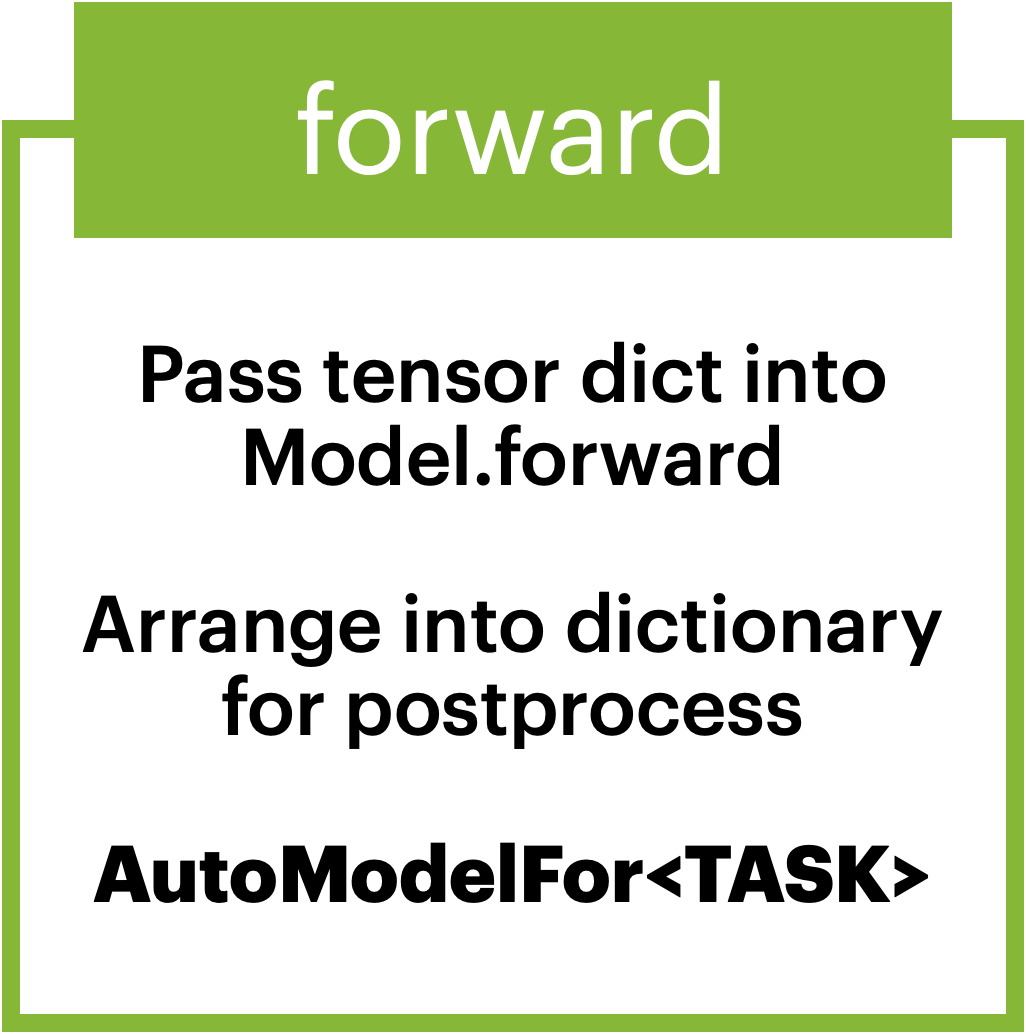 forward
Pass tensor dict into
Model.forward
Arrange into dictionary
for postprocess
AutoModelFor<TASK>